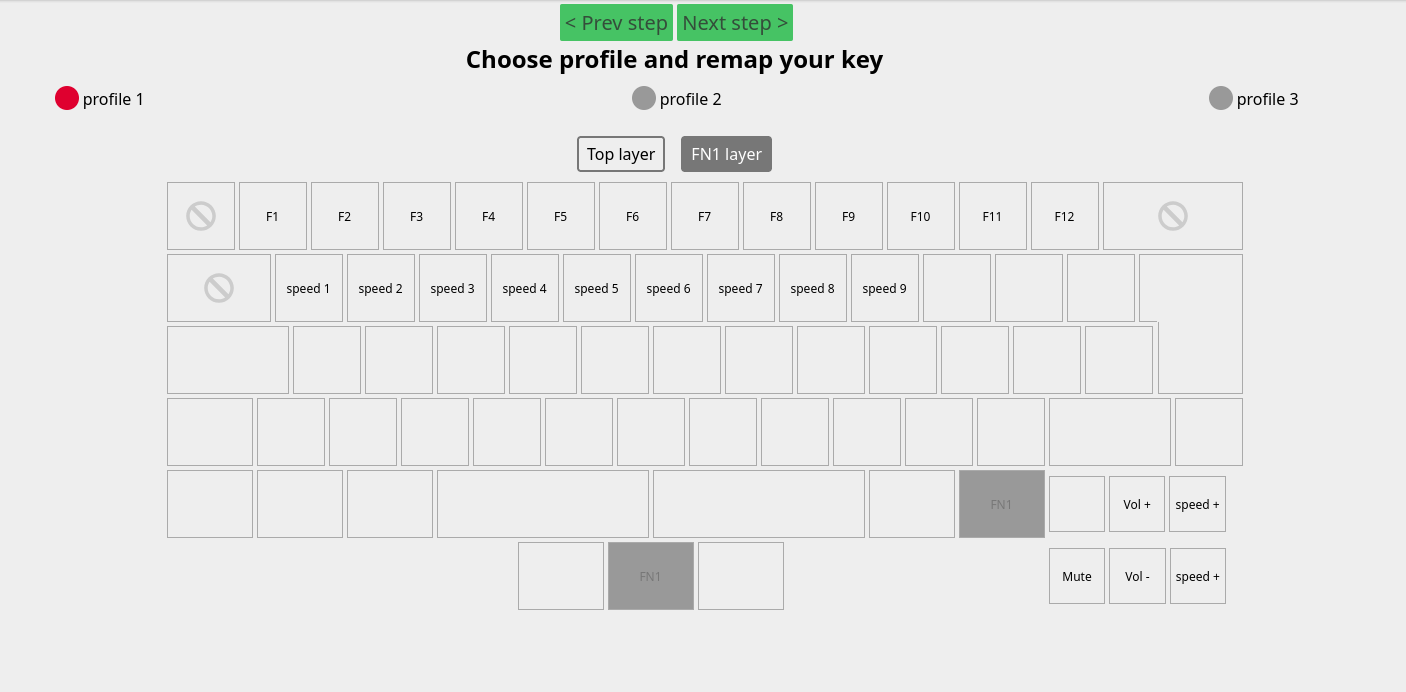 < Prev step Next step >
Choose profile and remap your key
profile 1 profile 2 profile 3
Top layer FN1 layer
F1 F2 F3 F4 F5 F6 F7 F8 F9 F10 F11 F12
speed 1 speed 2 speed 3 speed 4 speed 5 speed 6 speed 7 speed 8 speed 9
FN1 Vol + speed +
FN1 Mute Vol - speed +